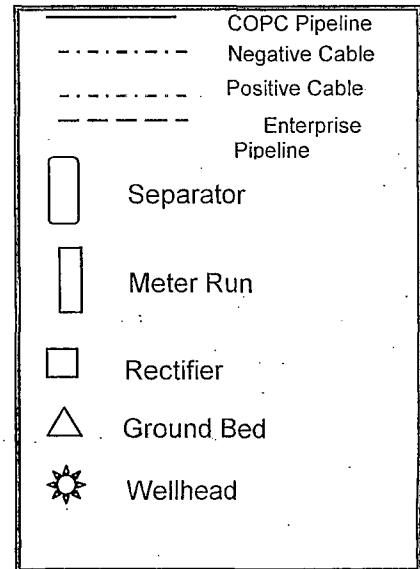 COPC Pipeline
Negative Cable
Positive Cable
Enterprise
Pipeline
Separator
Meter Run
Rectifier
Ground Bed
Wellhead